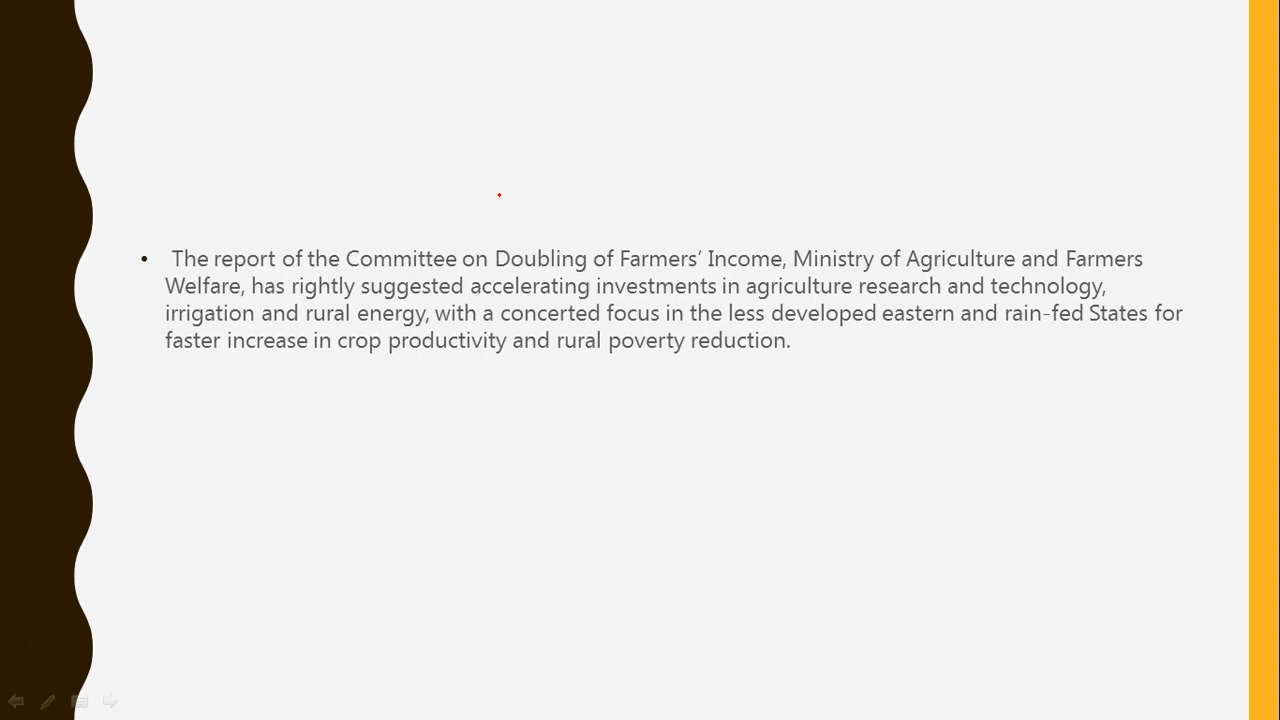 • The report of the Committee on Doubling of Farmers’ Income, Ministry of Agriculture and Farmers
Welfare, has rightly suggested accelerating investments in agriculture research and technology,
irrigation and rural energy, with a concerted focus in the less developed eastern and rain-fed States for
faster increase in crop productivity and rural poverty reduction.